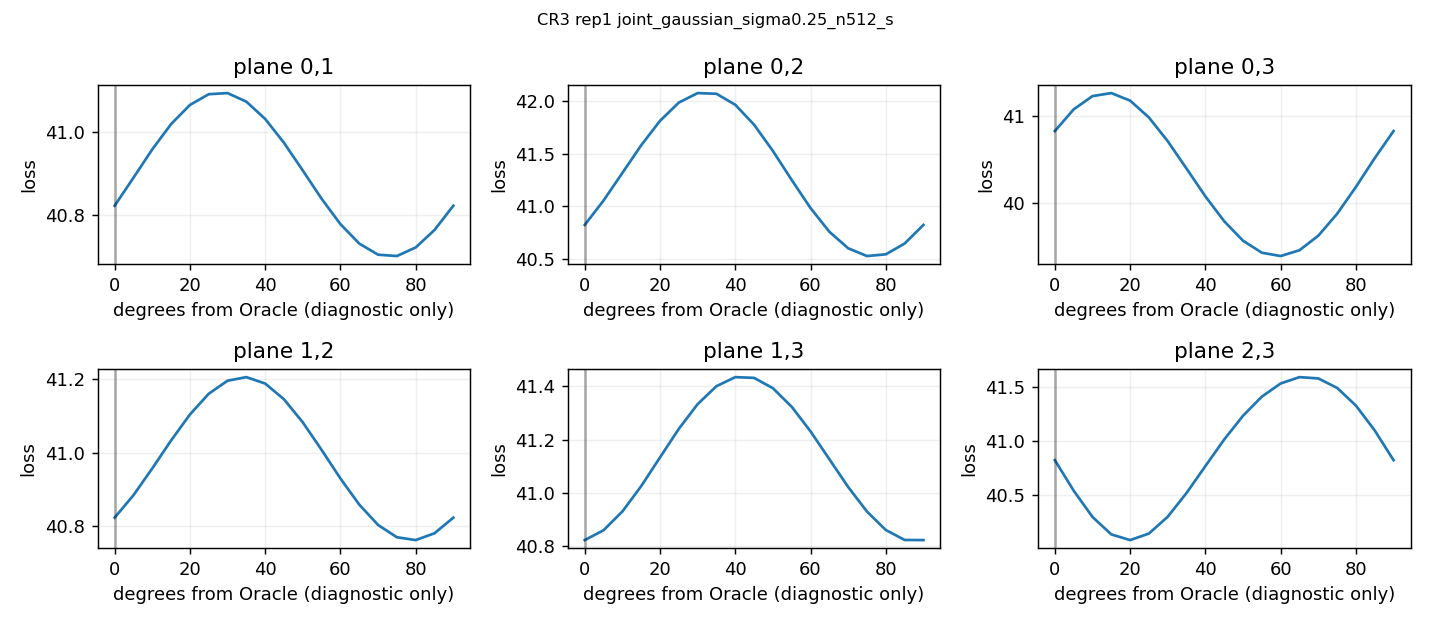 CR3 rep1 joint_gaussian_sigma0.25_n512_s
plane 0,1
plane 0,2
plane 0,3
41.0
40.8
loss
0 20 40 60 80
degrees from Oracle (diagnostic only)
42.0
41.5
41.0
40.5
loss
0 20 40 60 80
degrees from Oracle (diagnostic only)
41
40
loss
0 20 40 60 80
degrees from Oracle (diagnostic only)
plane 1,2
plane 1,3
plane 2,3
41.2
41.0
40.8
loss
0 20 40 60 80
degrees from Oracle (diagnostic only)
41.4
41.2
41.0
40.8
loss
0 20 40 60 80
degrees from Oracle (diagnostic only)
41.5
41.0
40.5
loss
0 20 40 60 80
degrees from Oracle (diagnostic only)